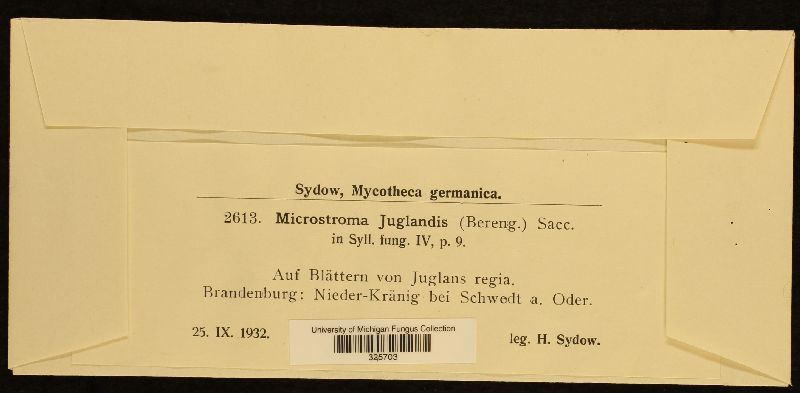 Sydow, Mycotheca germanica.
2613. Microstroma Juglandis (Bereng.) Sacc.
in Syll. fung. IV, p. 9.
Auf Blättern von Juglans regia.
Brandenburg: Nieder-Kränig bei Schwedt a. Oder.
25. IX. 1932.
leg. H. Sydow.
University of Michigan Fungus Collection
325703